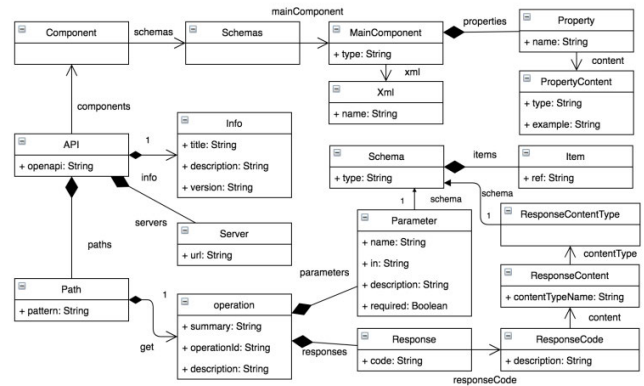 mainComponent
Component
schemas
Schemas
MainComponent
+ type: String
properties
Property
+ name: String
xml
content
Xml
+ name: String
PropertyContent
+ type: String
+ example: String
components
API
+ openapi: String
1
info
Info
+ title: String
+ description: String
+ version: String
servers
Server
+ url: String
Schema
+ type: String
items
Item
+ ref: String
schema
1
schema
1
ResponseContentType
Parameter
+ name: String
+ in: String
+ description: String
+ required: Boolean
contentType
ResponseContent
+ contentTypeName: String
content
paths
Path
+ pattern: String
1
get
operation
+ summary: String
+ operationId: String
+ description: String
parameters
responses
Response
+ code: String
responseCode
ResponseCode
+ description: String